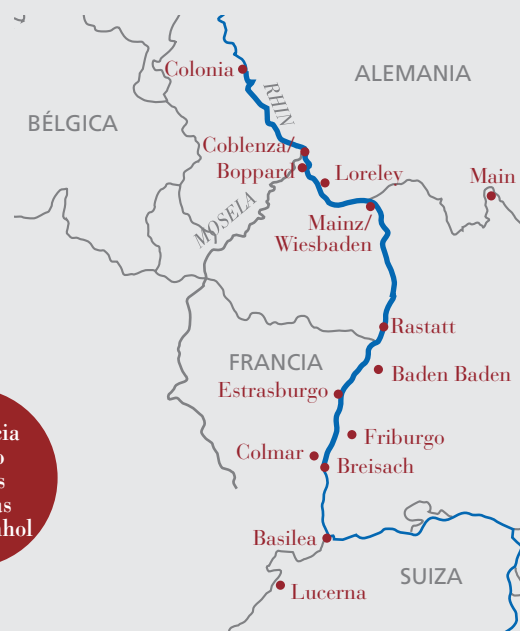 Colonia
ALEMANIA
RHIN
BÉLGICA
Coblenza/
Boppard
Loreley
Main
MOSELA
Mainz/
Wiesbaden
Rastatt
FRANCIA
Baden Baden
Estrasburgo
Friburgo
Colmar
Breisach
Basilea
SUIZA
Lucerna